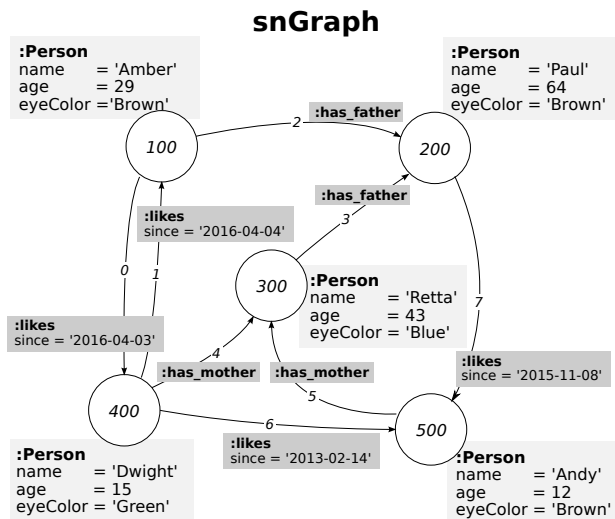 snGraph
:Person
name = 'Amber'
age = 29
eyeColor ='Brown'
:Person
name = 'Paul'
age = 64
eyeColor = 'Brown'
:has_father
2
100
200
:has_father
:likes
since = '2016-04-04'
3
0
1
300
:Person
name = 'Retta'
age = 43
eyeColor = 'Blue'
7
:likes
since = '2016-04-03'
4
:has_mother
:has_mother
:likes
since = '2015-11-08'
5
400
6
500
:likes
since = '2013-02-14'
:Person
name = 'Dwight'
age = 15
eyeColor = 'Green'
:Person
name = 'Andy'
age = 12
eyeColor = 'Brown'